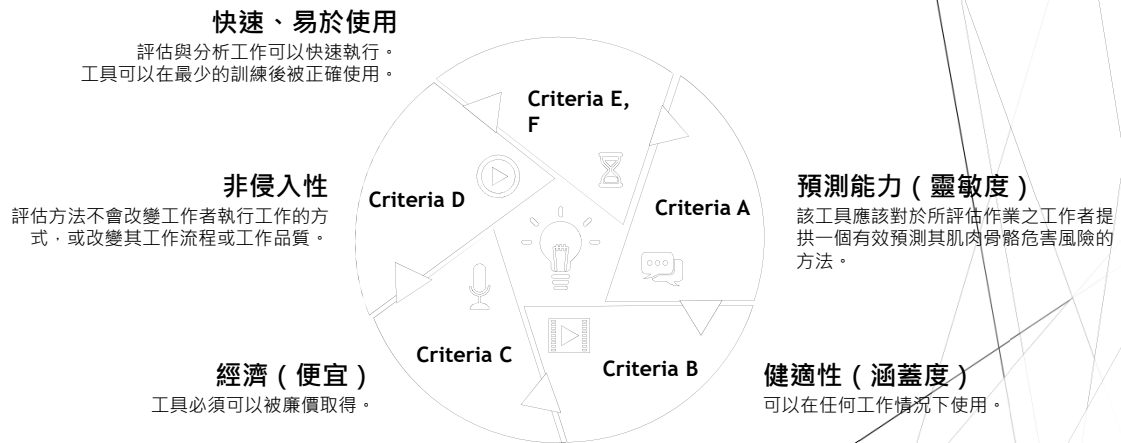 快速、易於使用
評估與分析工作可以快速執行。
工具可以在最少的訓練後被正確使用。
Criteria E,
F
非侵入性
評估方法不會改變工作者執行工作的方
式，或改變其工作流程或工作品質。
Criteria D
Criteria A
預測能力（靈敏度）
該工具應該對於所評估作業之工作者提
拱一個有效預測其肌肉骨骼危害風險的
方法。
Criteria C
Criteria B
經濟（便宜）
工具必須可以被廉價取得。
健適性（涵蓋度）
可以在任何工作情況下使用。